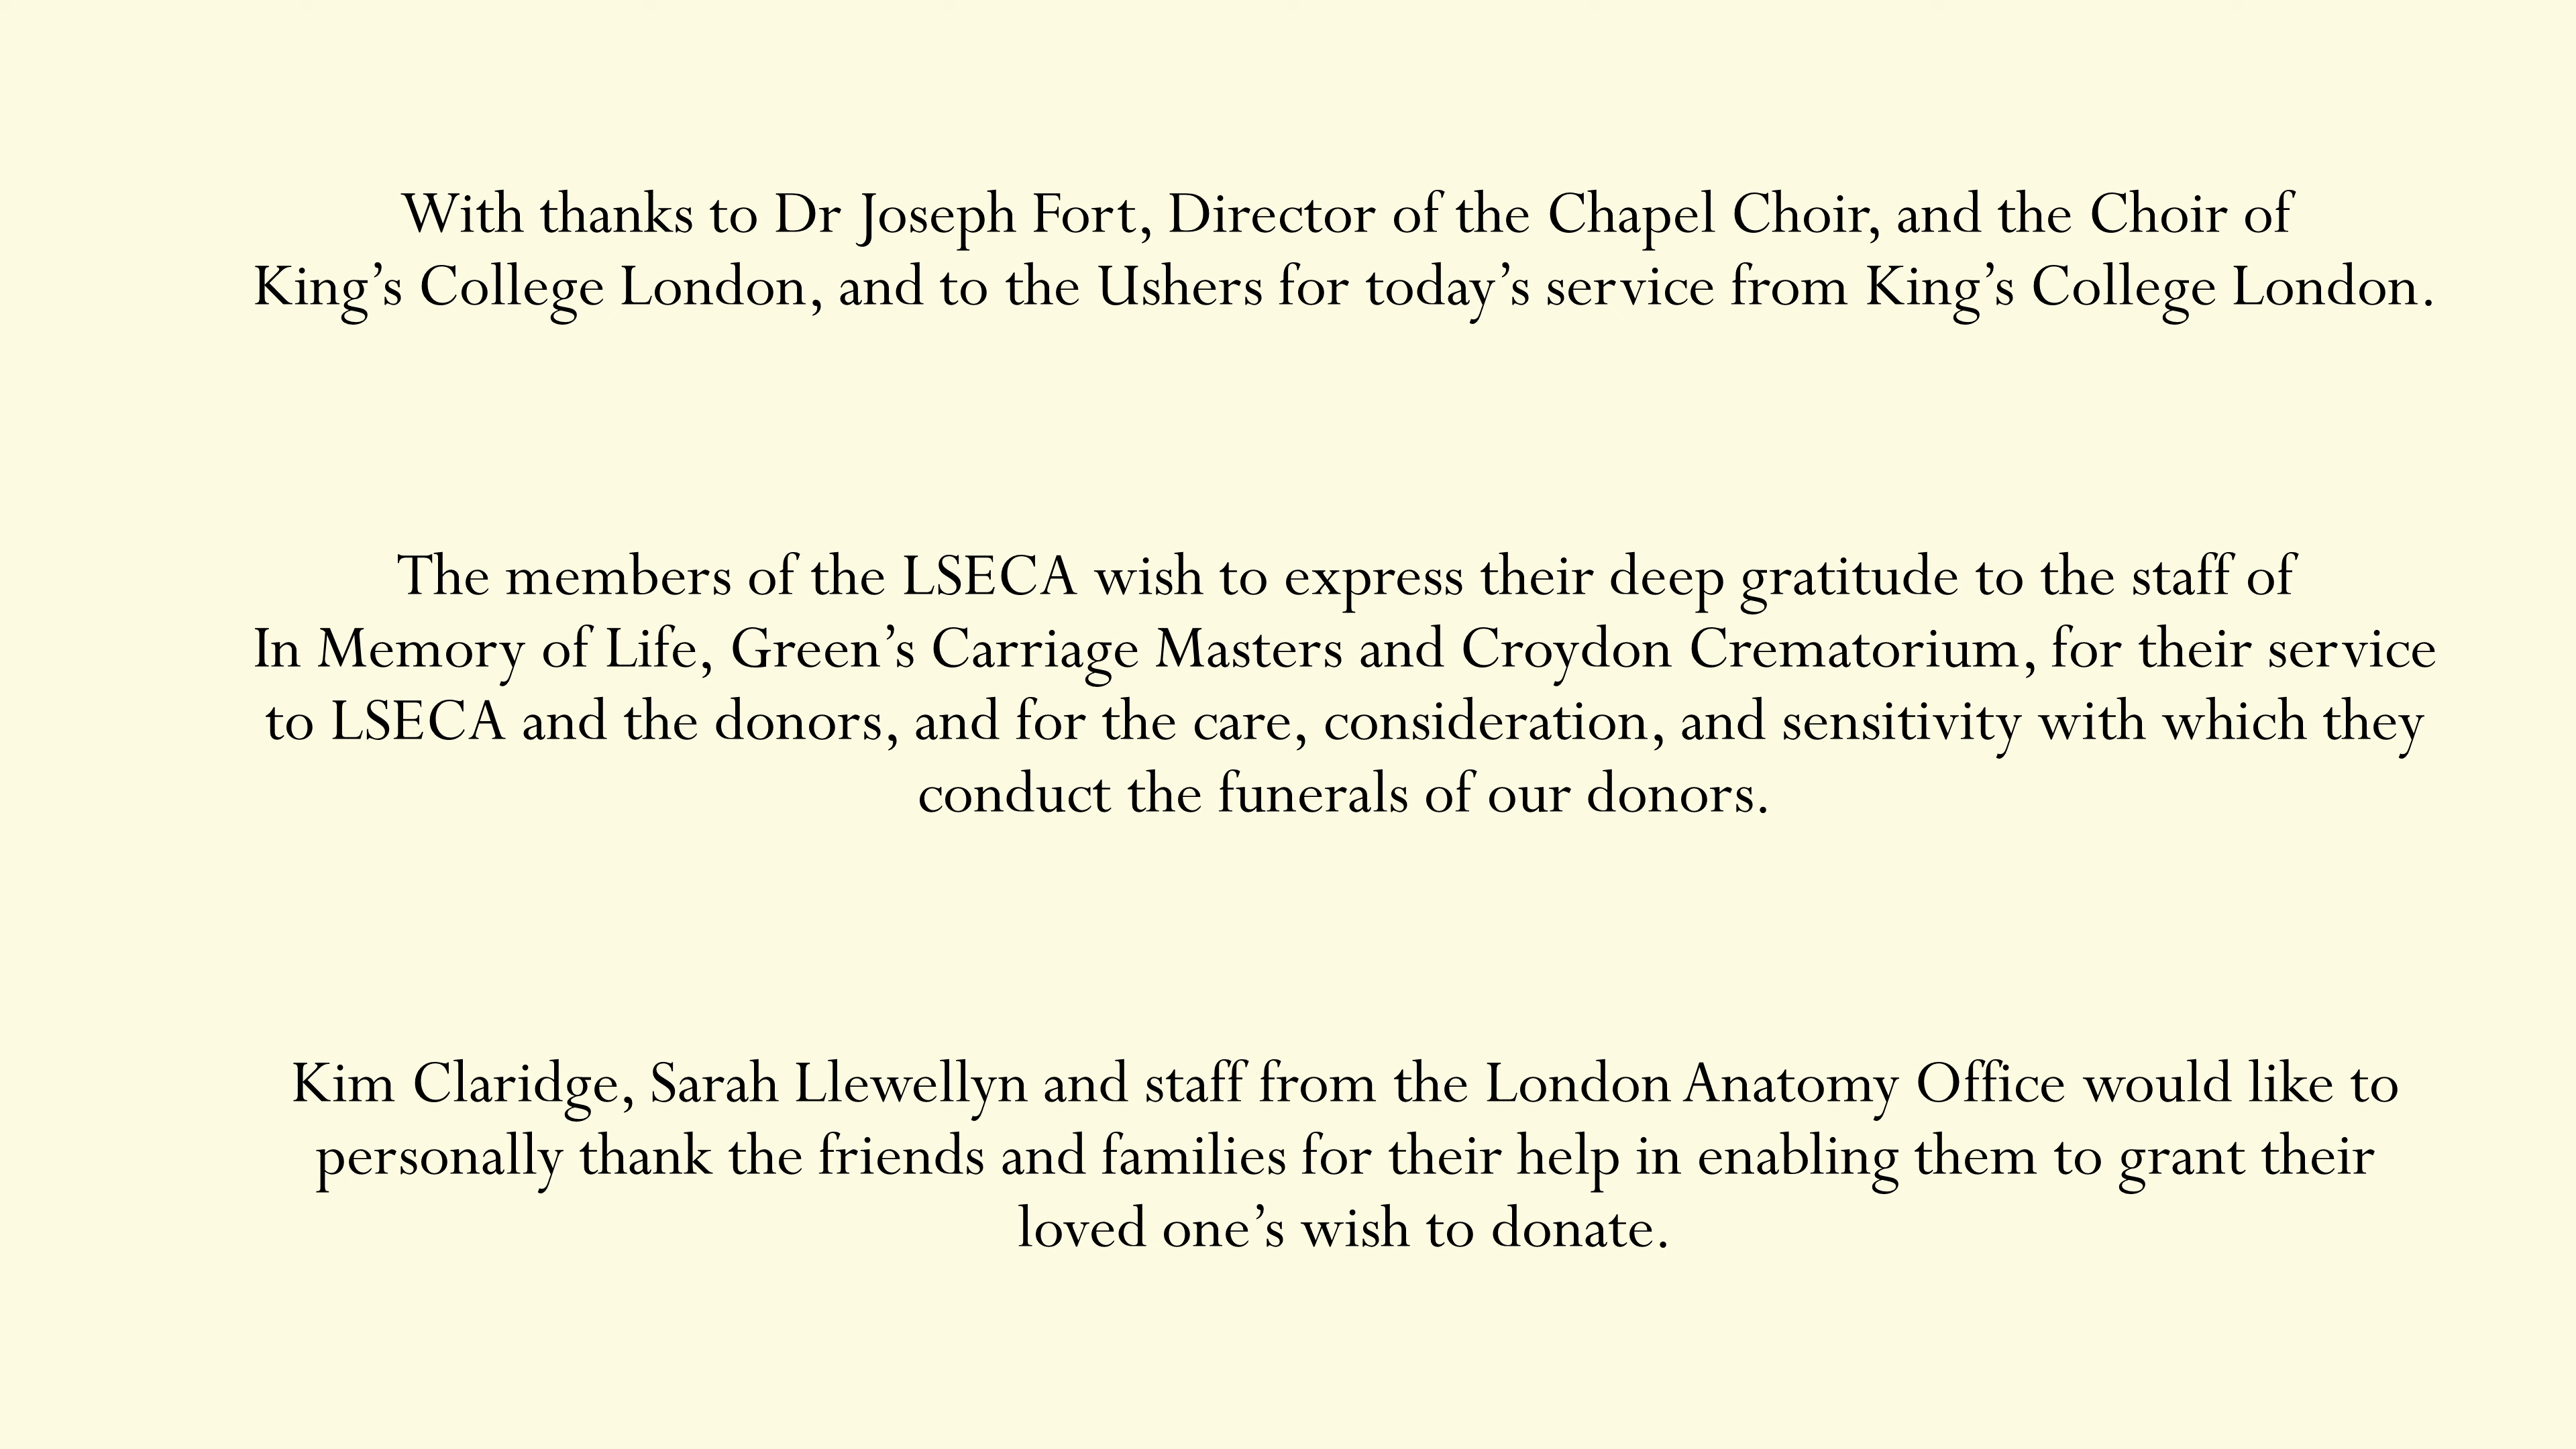 With thanks to Dr Joseph Fort, Director of the Chapel Choir, and the Choir of
King’s College London, and to the Ushers for today’s service from King’s College London.
The members of the LSECA wish to express their deep gratitude to the staff of
In Memory of Life, Green’s Carriage Masters and Croydon Crematorium, for their service
to LSECA and the donors, and for the care, consideration, and sensitivity with which they
conduct the funerals of our donors.
Kim Claridge, Sarah Llewellyn and staff from the London Anatomy Office would like to
personally thank the friends and families for their help in enabling them to grant their
loved one’s wish to donate.